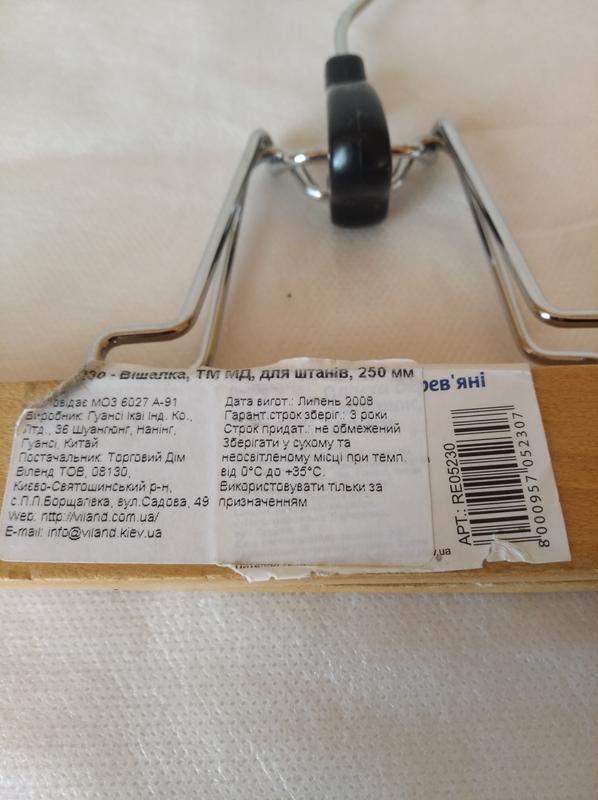 - Вішалка, ТМ МД, для штанів, 250 мм
МОЗ 6027 А-91
Виробник: Гуансі Ікаі Інд. Ко.,
Лтд., 36 Шуангюнг, Нанінг,
Гуансі, Китай
Постачальник: Торговий Дім
Віленд ТОВ, 08130,
Києво-Святошинський р-н,
с.П.П.Борщагівка, вул.Садова, 49
Web: http://viland.com.ua/
E-mail: info@viland.kiev.ua
Дата вигот.: Липень 2008
Гарант.строк зберіг.: 3 роки
Строк придат.: не обмежений
Зберігати у сухому та
неосвітленому місці при темп.
від 0°С до +35°С.
Використовувати тільки за
призначенням
рев'яні
АРТ.: RE05230
8000957052307